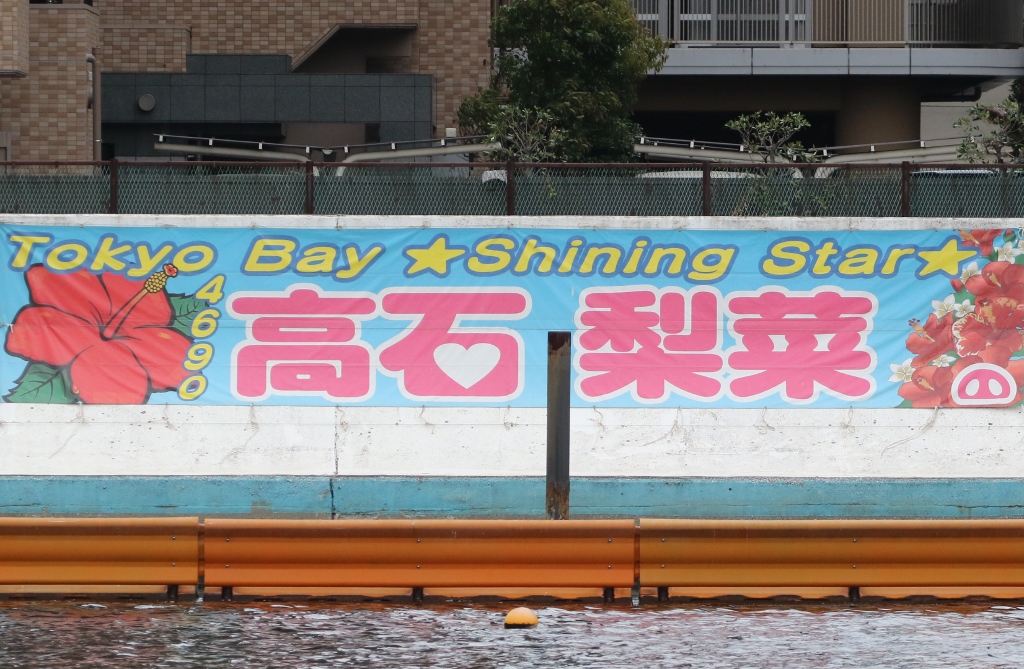 Tokyo Bay ★Shining Star★
4690
高石 梨菜